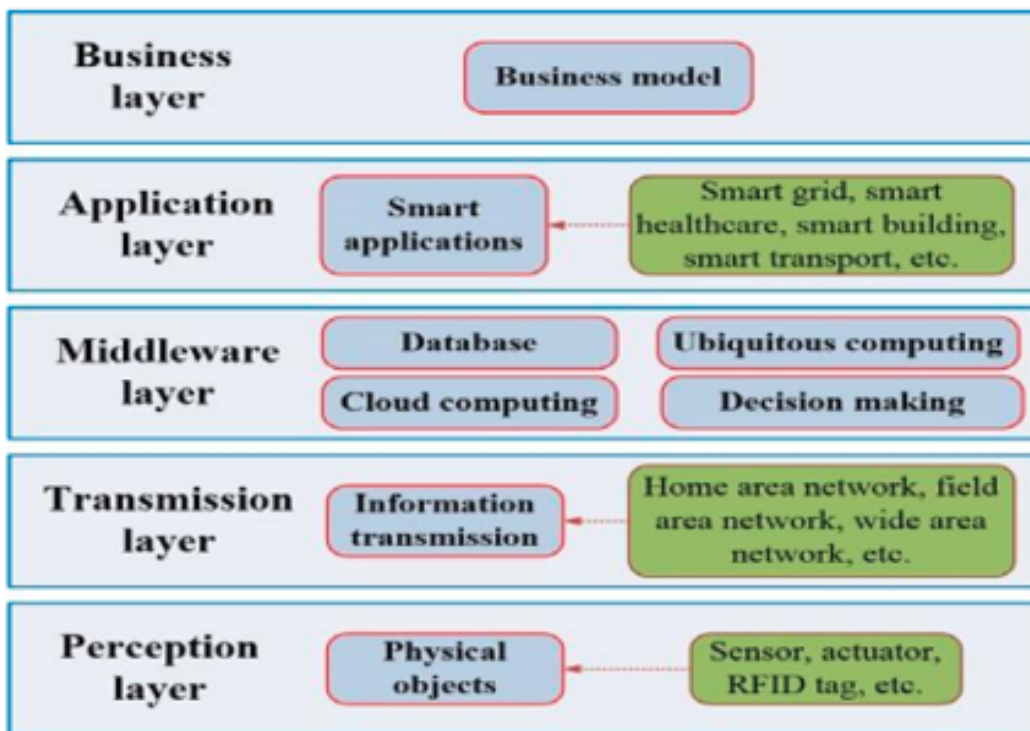 Business
layer
Business model
Application
layer
Smart
applications
Smart grid, smart
healthcare, smart building,
smart transport, etc.
Middleware
layer
Database
Ubiquitous computing
Cloud computing
Decision making
Transmission
layer
Information
transmission
Home area network, field
area network, wide area
network, etc.
Perception
layer
Physical
objects
Sensor, actuator,
RFID tag, etc.